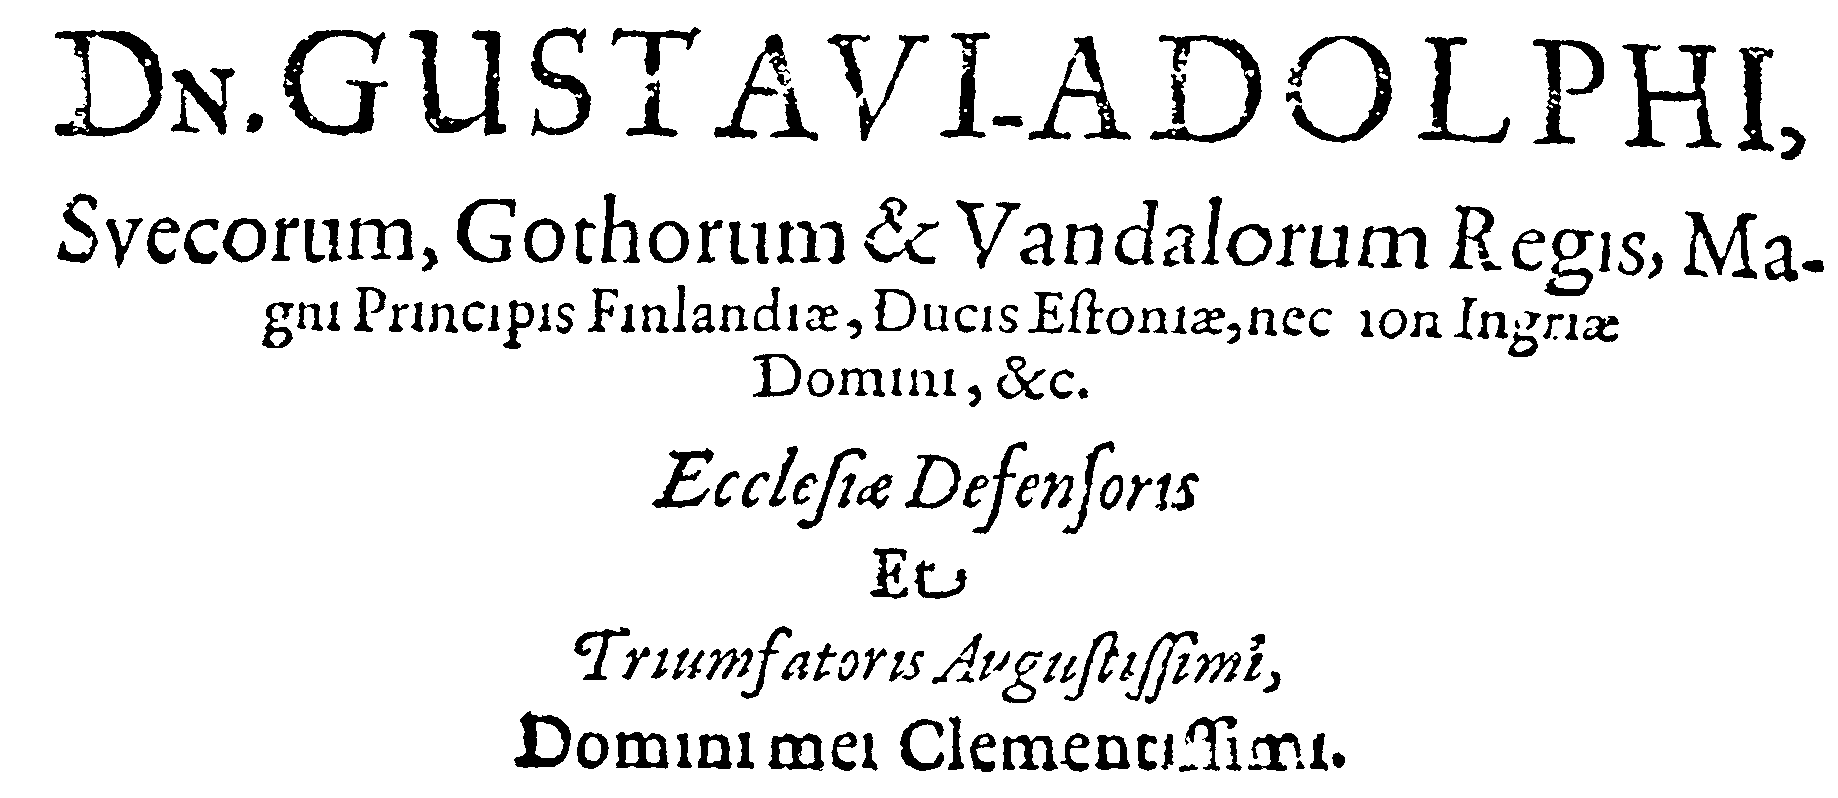 DN. GUSTAVI-ADOLPHI,
Svecorum, Gothorum & Vandalorum Regis, Ma-
gni Principis Finlandiæ, Ducis Eſtoniæ, nec non Ingriæ
Domini, &c.
Eccleſiæ Defenſoris
Et
Triumfatoris Auguſtiſſimi,
Domini mei Clementiſſimi.